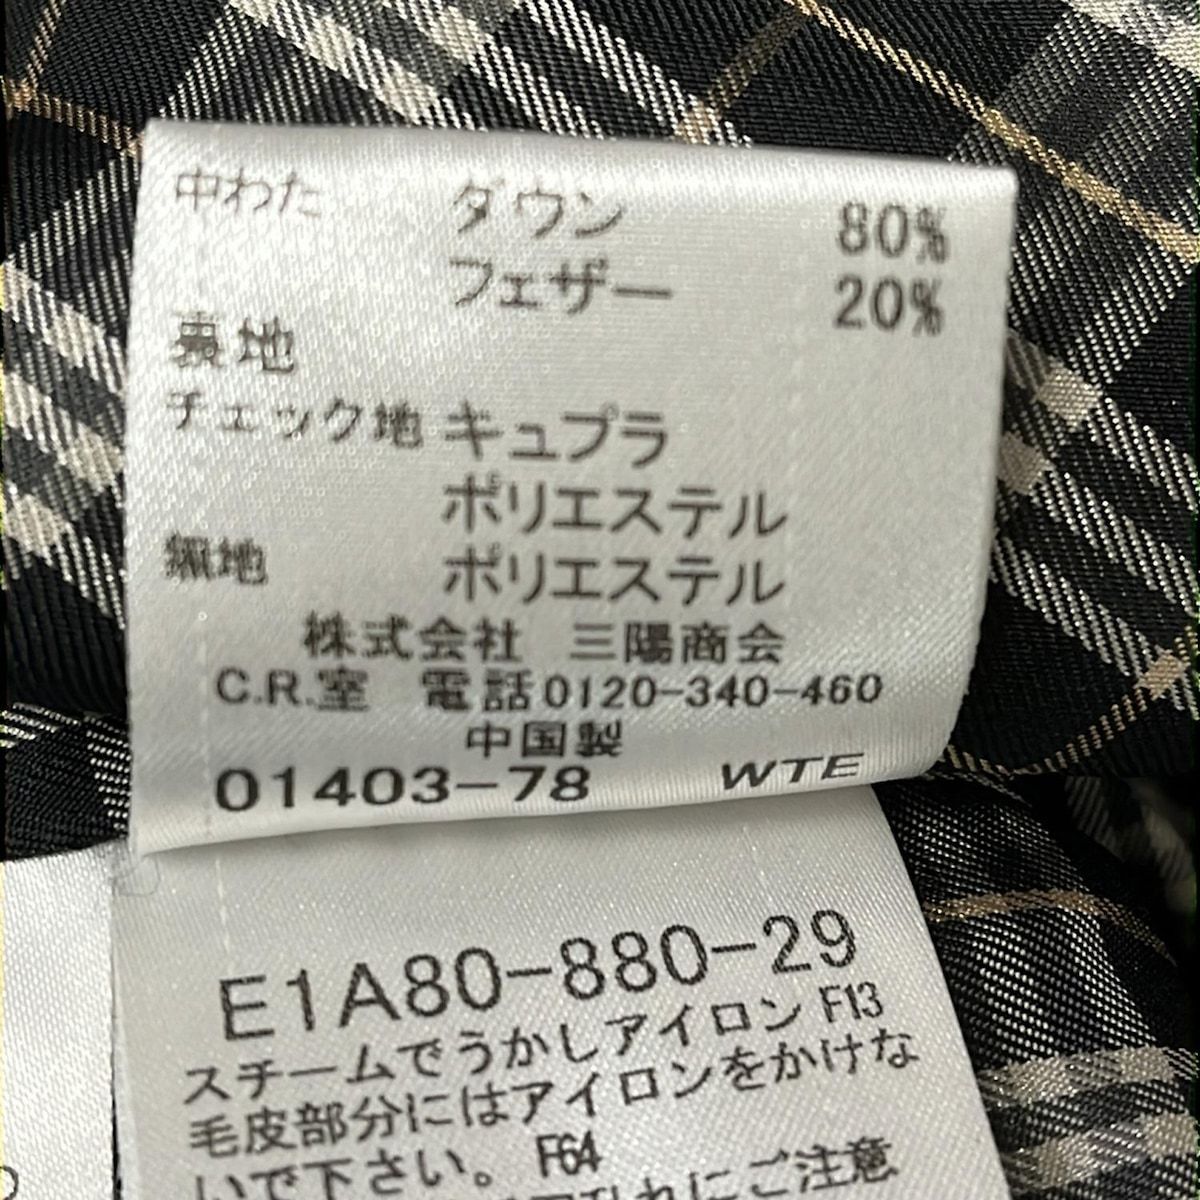 中わた ダウン 80%
フェザー 20%
裏地
チェック地 キュプラ
ポリエステル
無地 ポリエステル
株式会社 三陽商会
C.R.室 電話0120-340-460
中国製
01403-78 WTE
E1A80-880-29
スチームでうかしアイロン F13
毛皮部分にはアイロンをかけな
いで下さい。 F64
にご注意